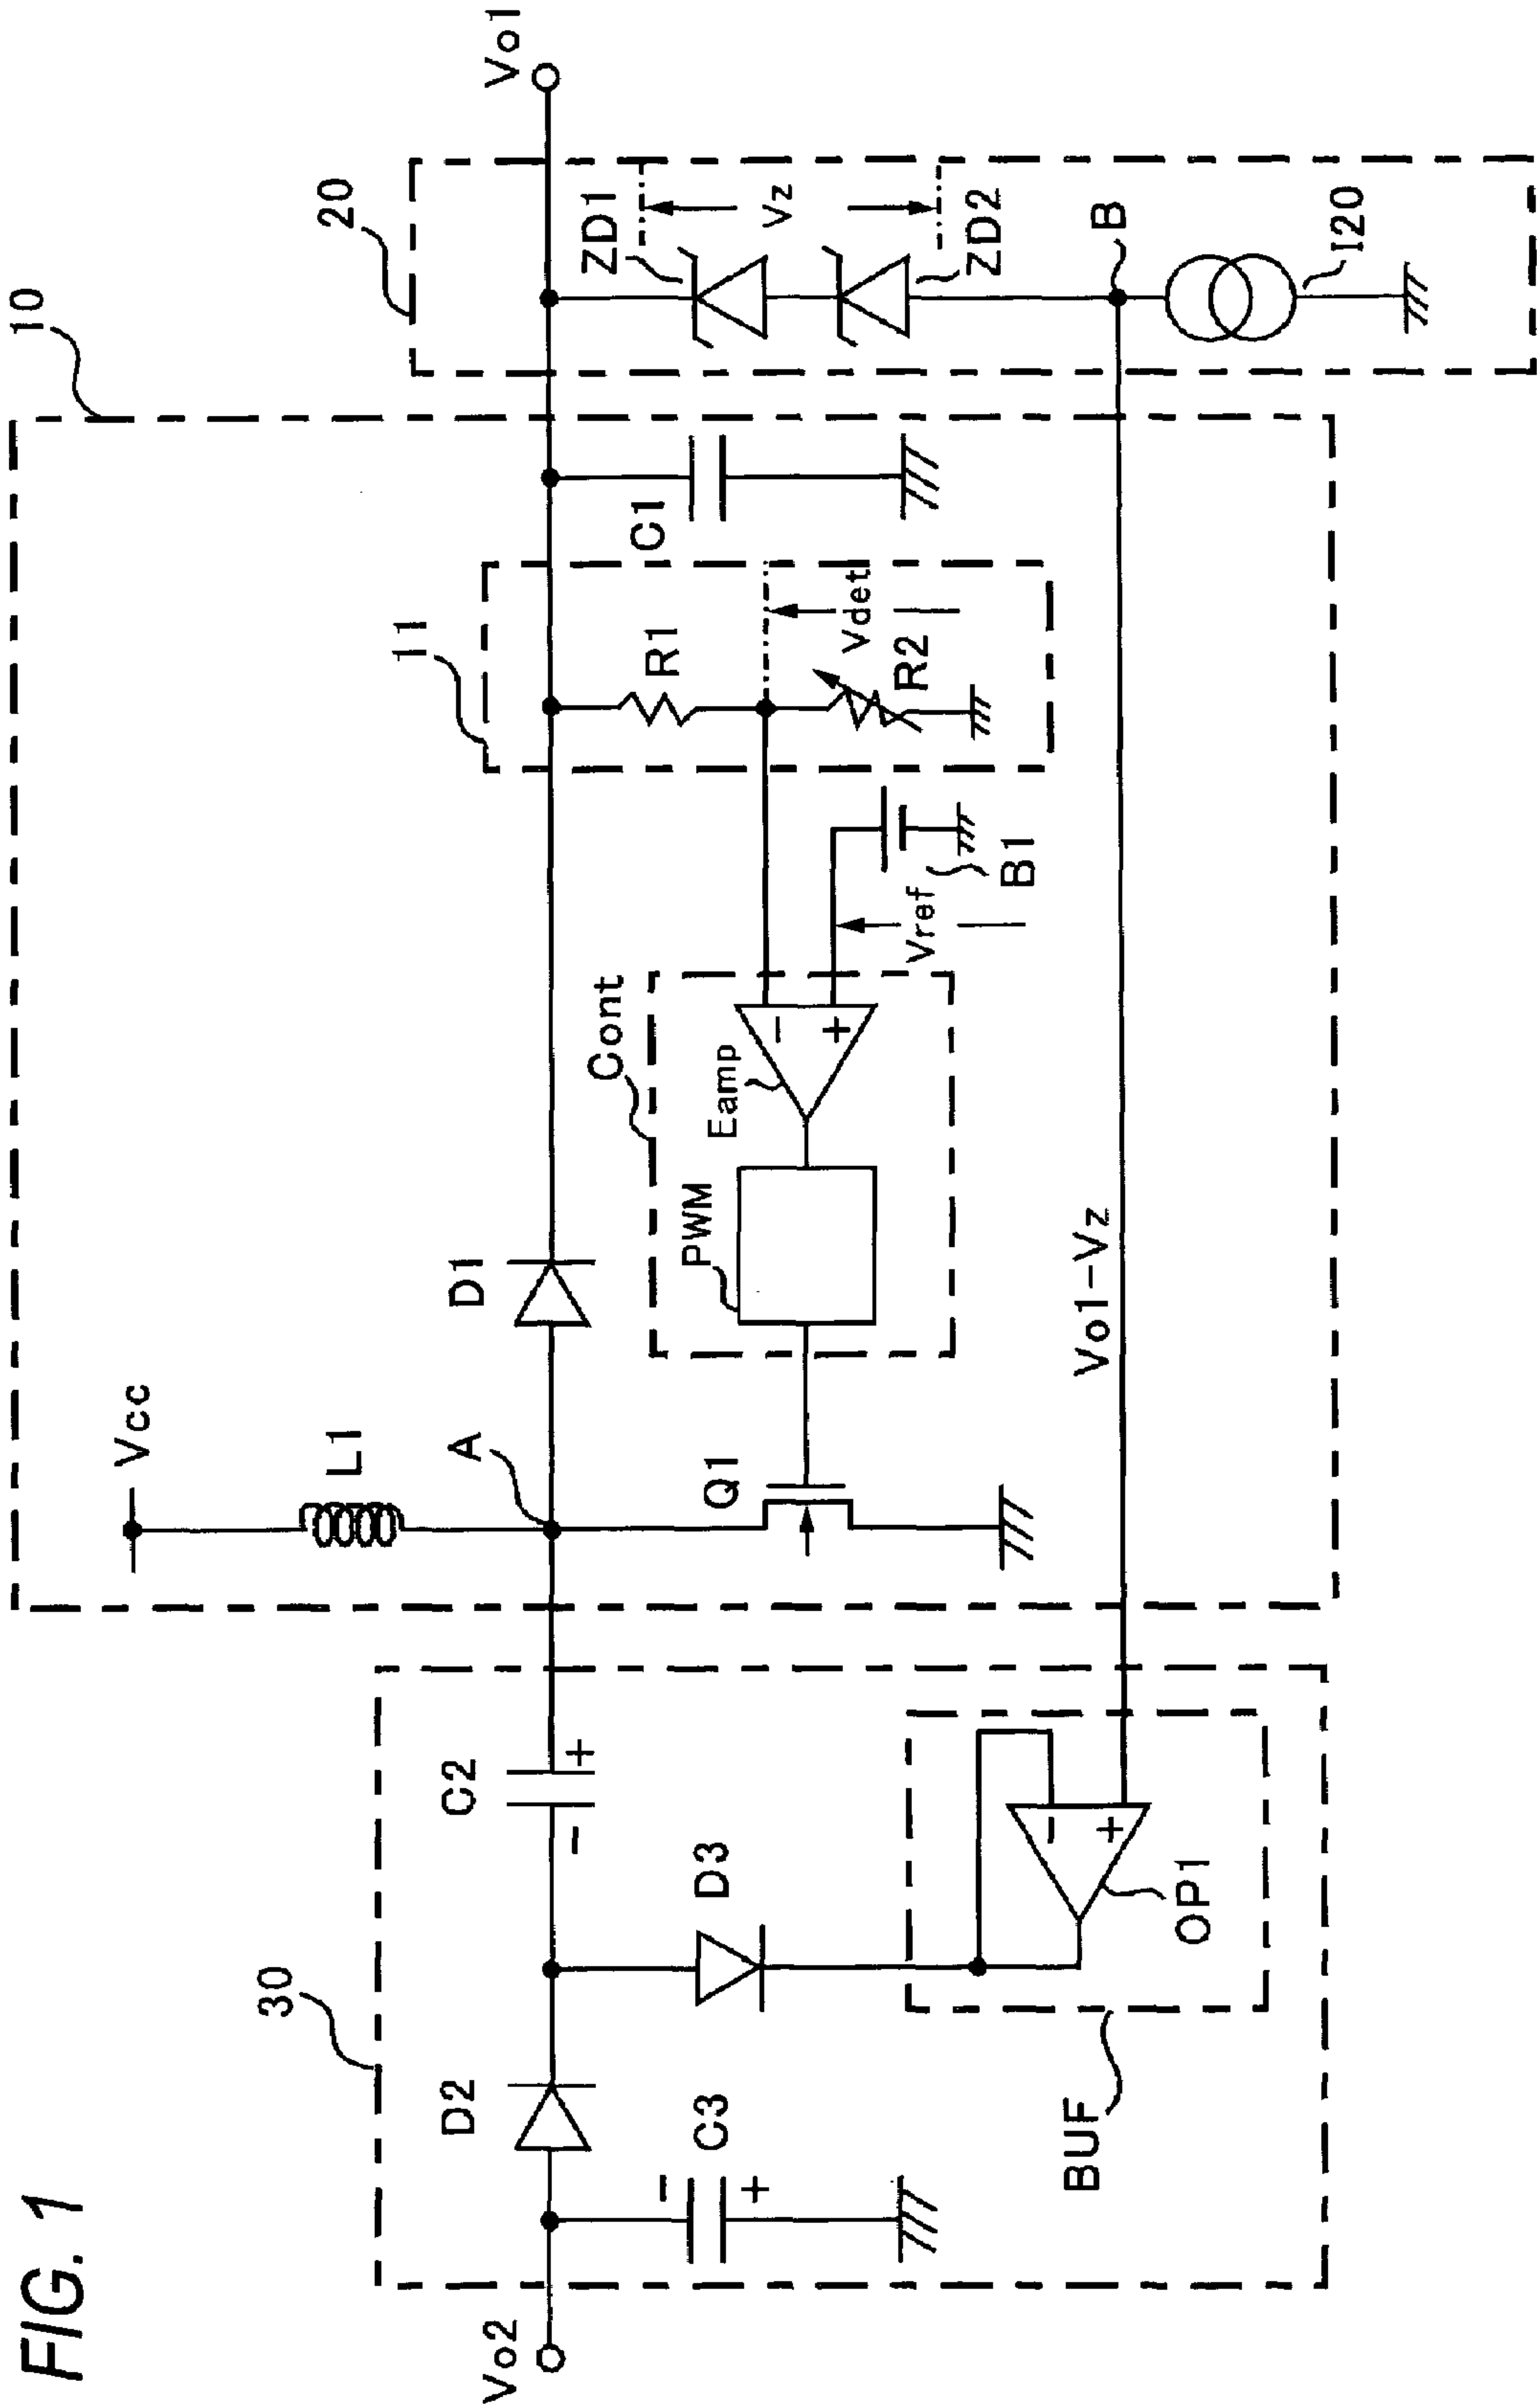 FIG. 1
10
20
30
11
Vcc
L1
A
D1
Vo1
Vo2
D2
C2
+
-
D3
C3
-
+
BUF
OP1
-
+
Q1
PWM
Cont
Eamp
-
+
Vref
B1
R1
Vdet
R2
C1
ZD1
Vz
ZD2
B
I20
Vo1-Vz